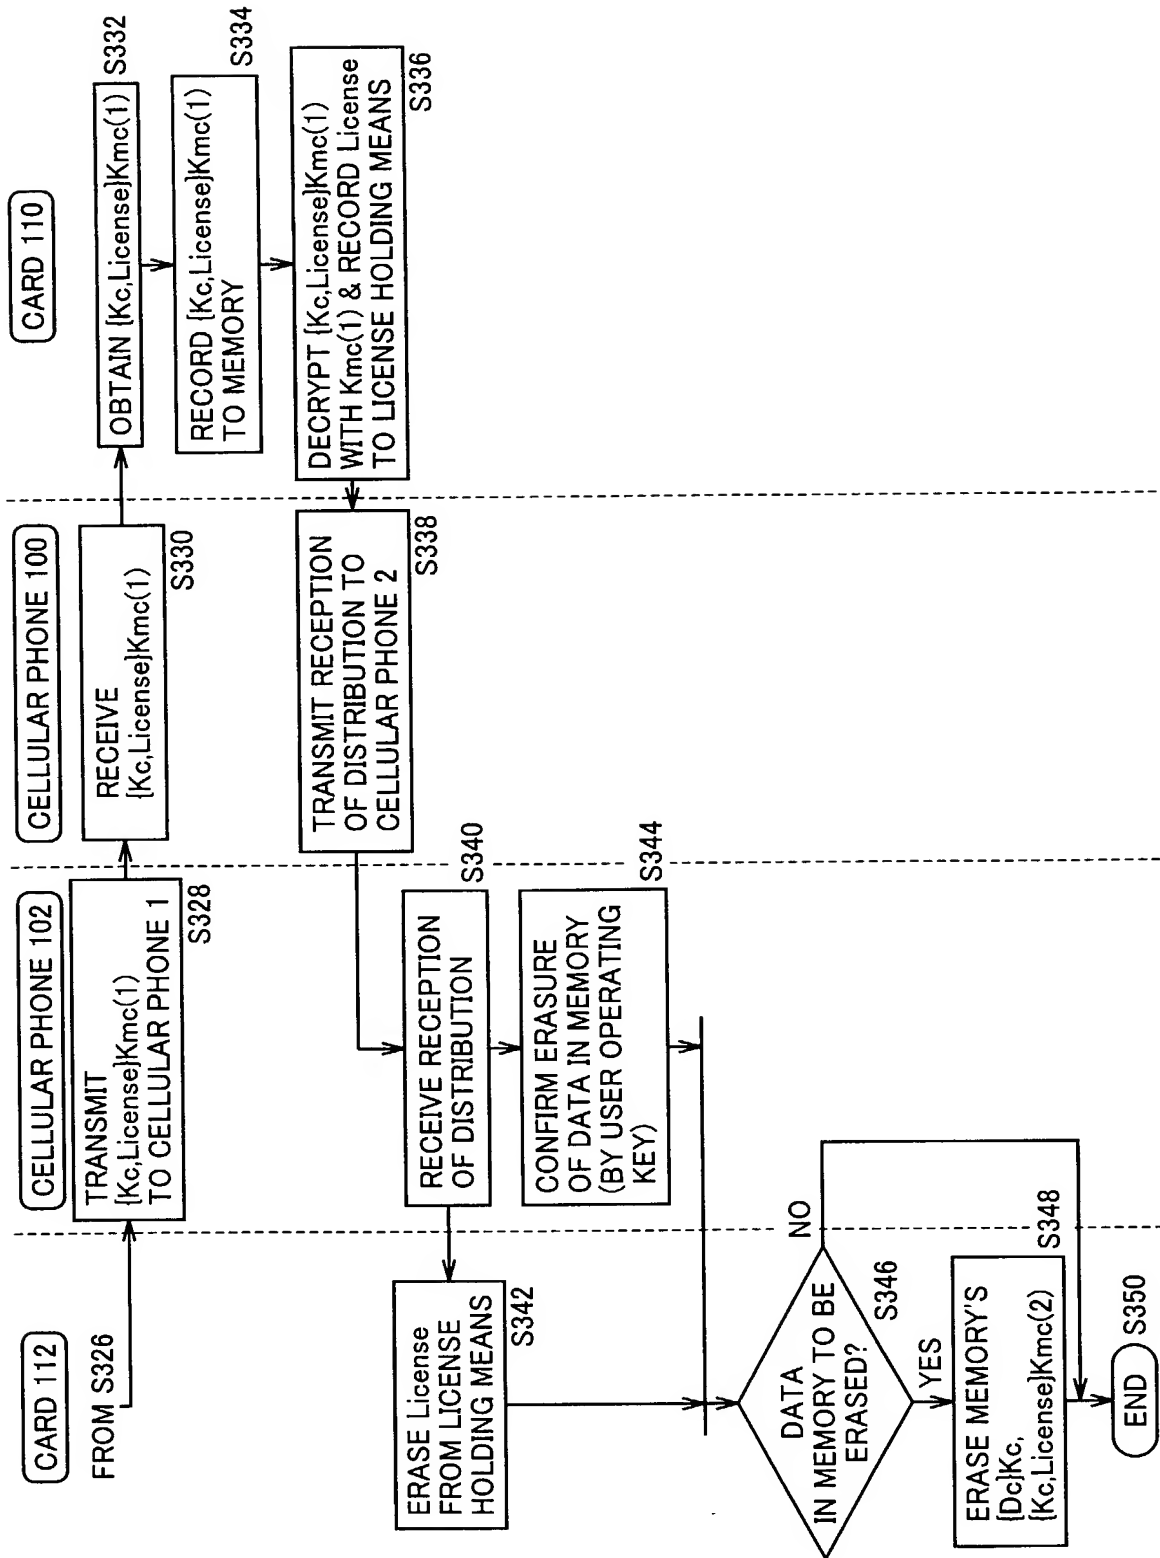 CARD 112
FROM S326
CELLULAR PHONE 102
TRANSMIT
{Kc,License}Kmc(1)
TO CELLULAR PHONE 1
S328
CELLULAR PHONE 100
RECEIVE
{Kc,License}Kmc(1)
S330
CARD 110
OBTAIN {Kc,License}Kmc(1)
S332
RECORD {Kc,License}Kmc(1)
TO MEMORY
S334
DECRYPT {Kc,License}Kmc(1)
WITH Kmc(1) & RECORD License
TO LICENSE HOLDING MEANS
S336
TRANSMIT RECEPTION
OF DISTRIBUTION TO
CELLULAR PHONE 2
S338
RECEIVE RECEPTION
OF DISTRIBUTION
S340
ERASE License
FROM LICENSE
HOLDING MEANS
S342
CONFIRM ERASURE
OF DATA IN MEMORY
(BY USER OPERATING
KEY)
S344
DATA
IN MEMORY TO BE
ERASED?
S346
NO
YES
ERASE MEMORY'S
{Dc}Kc,
{Kc,License}Kmc(2)
S348
END
S350